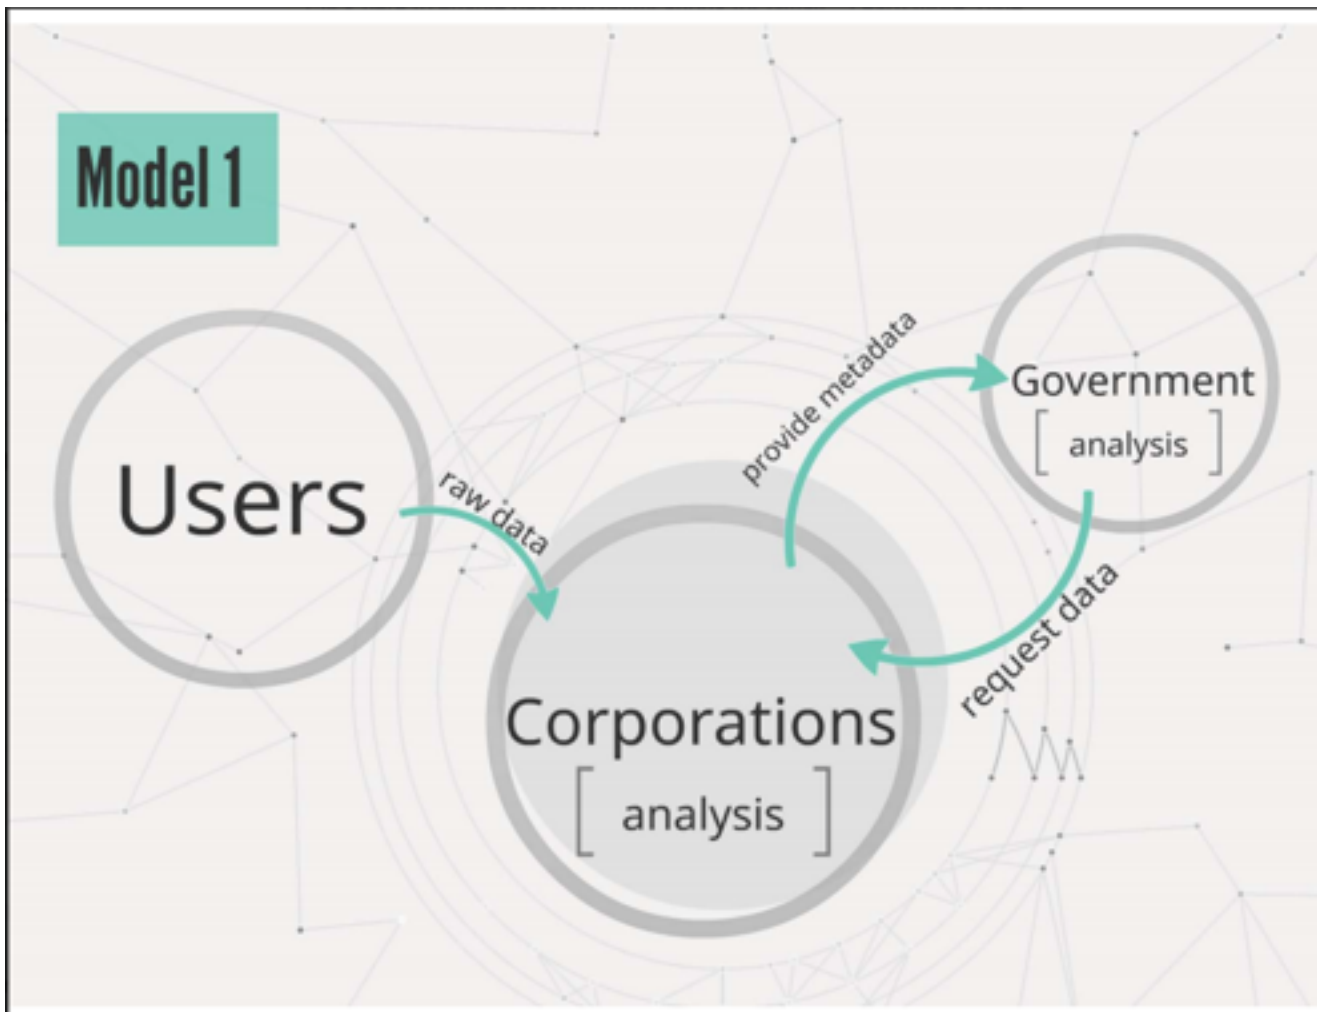 Model 1
Users
raw data
provide metadata
Government
[ analysis ]
request data
Corporations
[ analysis ]